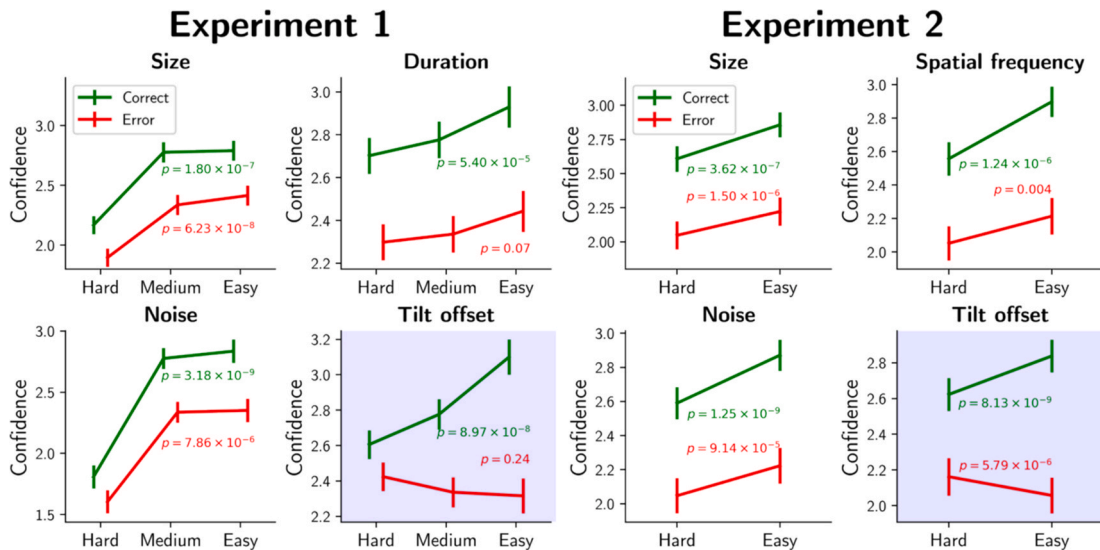 Experiment 1
Experiment 2
Size
Duration
Size
Spatial frequency
Confidence
3.0
2.5
2.0
Correct
Error
p = 1.80 × 10⁻⁷
p = 6.23 × 10⁻⁸
Hard Medium Easy
Confidence
3.0
2.8
2.6
2.4
2.2
p = 5.40 × 10⁻⁵
p = 0.07
Hard Medium Easy
Confidence
3.00
2.75
2.50
2.25
2.00
Correct
Error
p = 3.62 × 10⁻⁷
p = 1.50 × 10⁻⁶
Hard Easy
Confidence
3.0
2.8
2.6
2.4
2.2
2.0
p = 1.24 × 10⁻⁶
p = 0.004
Hard Easy
Noise
Tilt offset
Noise
Tilt offset
Confidence
3.0
2.5
2.0
1.5
p = 3.18 × 10⁻⁹
p = 7.86 × 10⁻⁶
Hard Medium Easy
Confidence
3.2
3.0
2.8
2.6
2.4
2.2
p = 8.97 × 10⁻⁸
p = 0.24
Hard Medium Easy
Confidence
3.0
2.8
2.6
2.4
2.2
2.0
p = 1.25 × 10⁻⁹
p = 9.14 × 10⁻⁵
Hard Easy
Confidence
2.8
2.6
2.4
2.2
2.0
p = 8.13 × 10⁻⁹
p = 5.79 × 10⁻⁶
Hard Easy